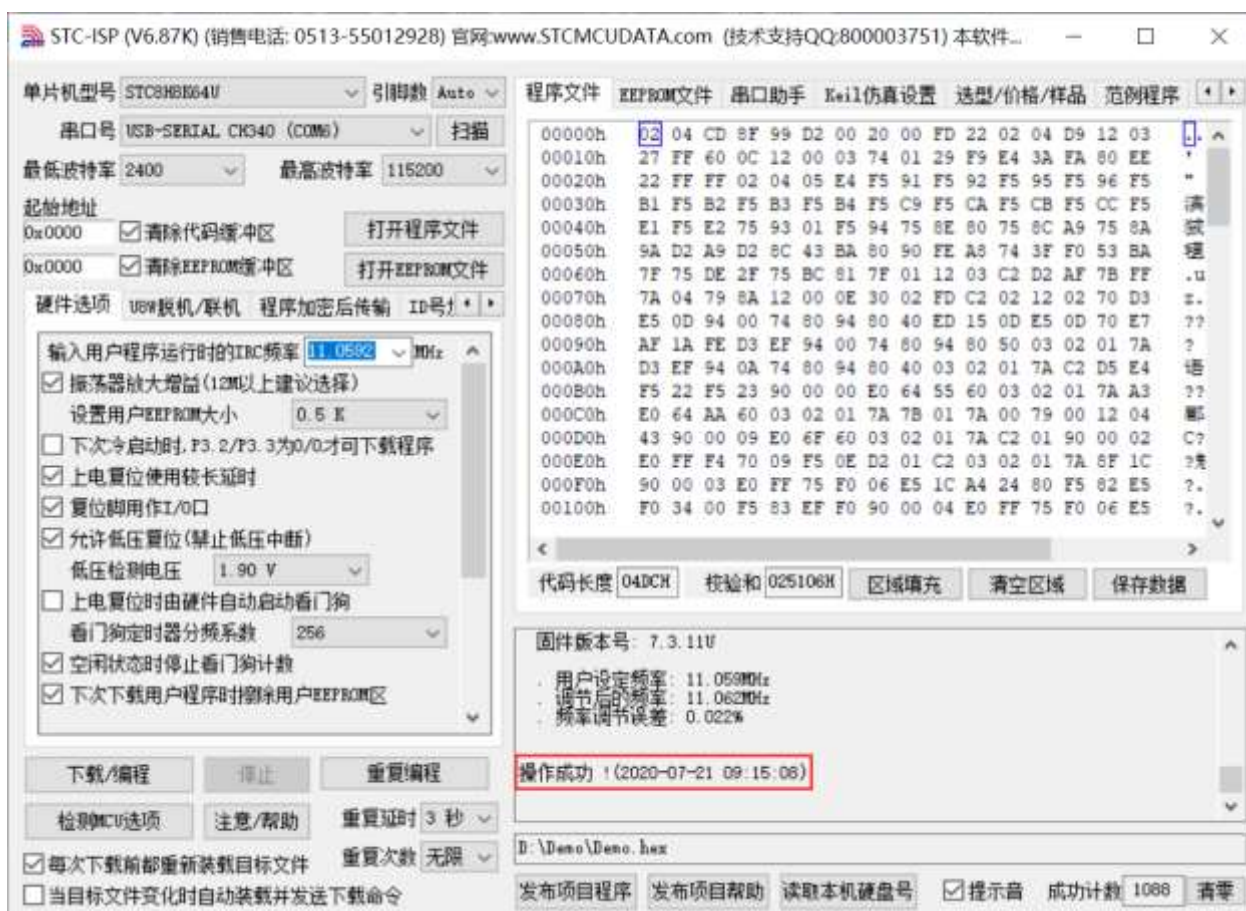 STC-ISP (V6.87K) (销售电话: 0513-55012928) 官网:www.STCMCUDATA.com (技术支持QQ:800003751) 本软件...
单片机型号 STC8H8K64U 引脚数 Auto
串口号 USB-SERIAL CH340 (COM6) 扫描
最低波特率 2400 最高波特率 115200
起始地址
0x0000 清除代码缓冲区 打开程序文件
0x0000 清除EEPROM缓冲区 打开EEPROM文件
硬件选项 U8W脱机/联机 程序加密后传输 ID号
输入用户程序运行时的IRC频率 11.0592 MHz
振荡器放大增益(12M以上建议选择)
设置用户EEPROM大小 0.5 K
下次冷启动时,P3.2/P3.3为0/0才可下载程序
上电复位使用较长延时
复位脚用作I/O口
允许低压复位(禁止低压中断)
低压检测电压 1.90 V
上电复位时由硬件自动启动看门狗
看门狗定时器分频系数 256
空闲状态时停止看门狗计数
下次下载用户程序时擦除用户EEPROM区
下载/编程 停止 重复编程
检测MCU选项 注意/帮助 重复延时 3 秒
每次下载前都重新装载目标文件 重复次数 无限
当目标文件变化时自动装载并发送下载命令
程序文件 EEPROM文件 串口助手 Keil仿真设置 选型/价格/样品 范例程序
00000h 02 04 CD 8F 99 D2 00 20 00 FD 22 02 04 D9 12 03
00010h 27 FF 60 0C 12 00 03 74 01 29 F9 E4 3A FA 80 EE
00020h 22 FF FF 02 04 05 E4 F5 91 F5 92 F5 95 F5 96 F5
00030h B1 F5 B2 F5 B3 F5 B4 F5 C9 F5 CA F5 CB F5 CC F5
00040h E1 F5 E2 75 93 01 F5 94 75 8E 80 75 8C A9 75 8A
00050h 9A D2 A9 D2 8C 43 BA 80 90 FE A8 74 3F F0 53 BA
00060h 7F 75 DE 2F 75 BC 81 7F 01 12 03 C2 D2 AF 7B FF .u
00070h 7A 04 79 8A 12 00 0E 30 02 FD C2 02 12 02 70 D3 z.
00080h E5 0D 94 00 74 80 94 80 40 ED 15 0D E5 0D 70 E7 ??
00090h AF 1A FE D3 EF 94 00 74 80 94 80 50 03 02 01 7A ?
000A0h D3 EF 94 0A 74 80 94 80 40 03 02 01 7A C2 D5 E4 语
000B0h F5 22 F5 23 90 00 00 E0 64 55 60 03 02 01 7A A3 ??
000C0h E0 64 AA 60 03 02 01 7A 7B 01 7A 00 79 00 12 04
000D0h 43 90 00 09 E0 6F 60 03 02 01 7A C2 01 90 00 02 C?
000E0h E0 FF F4 70 09 F5 0E D2 01 C2 03 02 01 7A 8F 1C
000F0h 90 00 03 E0 FF 75 F0 06 E5 1C A4 24 80 F5 82 E5 ?.
00100h F0 34 00 F5 83 EF F0 90 00 04 E0 FF 75 F0 06 E5 ?.
代码长度 04DCH 校验和 025106H 区域填充 清空区域 保存数据
固件版本号: 7.3.11U
. 用户设定频率: 11.059MHz
. 调节后的频率: 11.062MHz
. 频率调节误差: 0.022%
操作成功 !(2020-07-21 09:15:08)
D:\Demo\Demo.hex
发布项目程序 发布项目帮助 读取本机硬盘号 提示音 成功计数 1088 清零